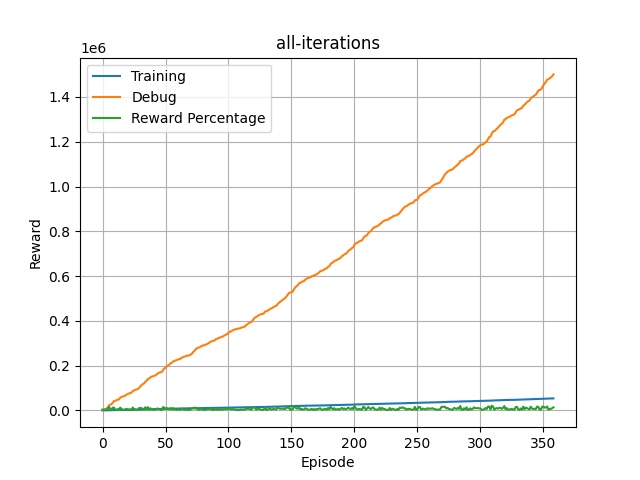 all-iterations
1e6
Training
Debug
Reward Percentage
1.4
1.2
1.0
0.8
0.6
0.4
0.2
0.0
Reward
0 50 100 150 200 250 300 350
Episode